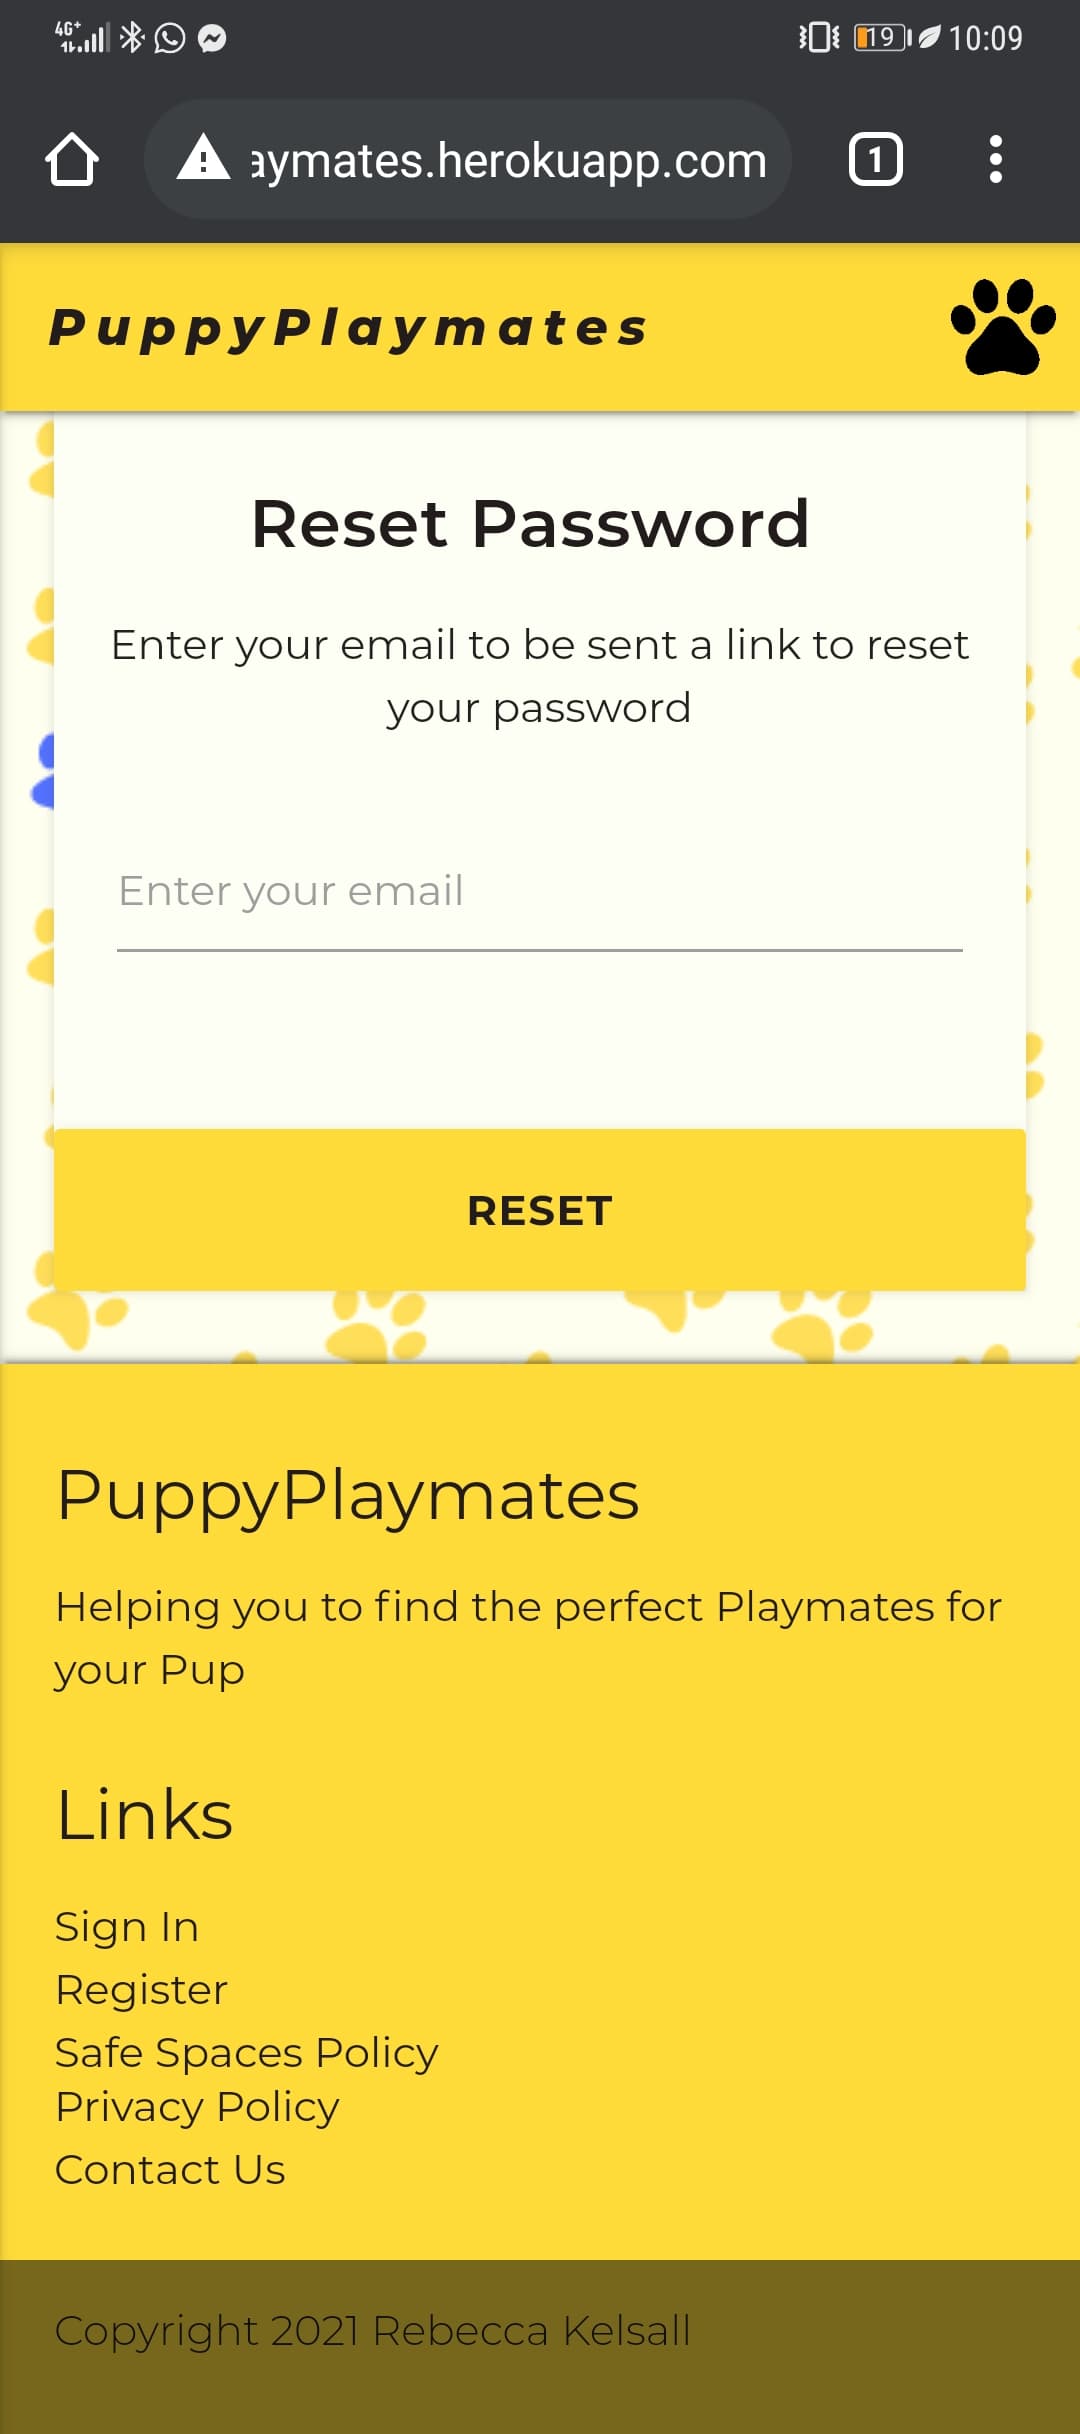 4G+
19
10:09
aymates.herokuapp.com
1
PuppyPlaymates
Reset Password
Enter your email to be sent a link to reset
your password
Enter your email
RESET
PuppyPlaymates
Helping you to find the perfect Playmates for
your Pup
Links
Sign In
Register
Safe Spaces Policy
Privacy Policy
Contact Us
Copyright 2021 Rebecca Kelsall